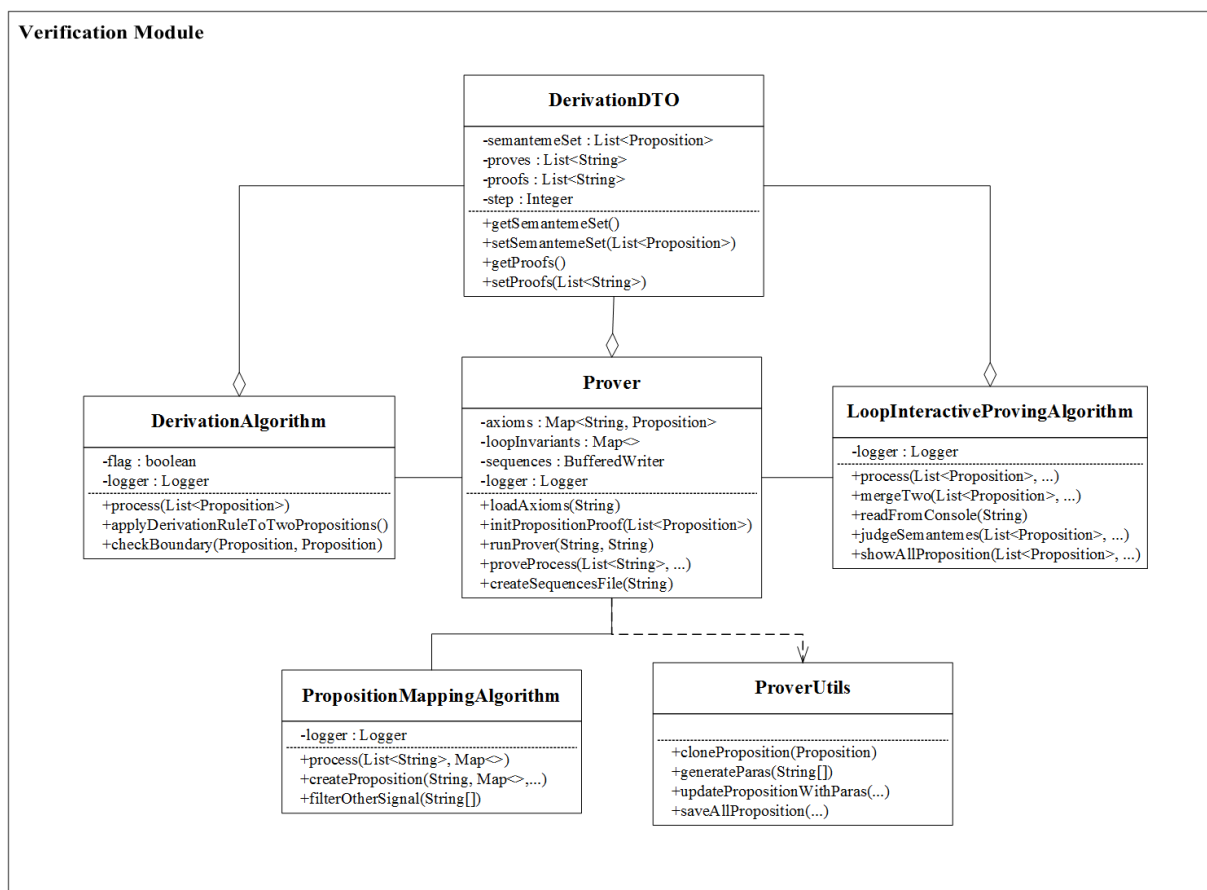 Verification Module
DerivationDTO
-semantemeSet : List<Proposition>
-proves : List<String>
-proofs : List<String>
-step : Integer
+getSemantemeSet()
+setSemantemeSet(List<Proposition>)
+getProofs()
+setProofs(List<String>)
DerivationAlgorithm
-flag : boolean
-logger : Logger
+process(List<Proposition>)
+applyDerivationRuleToTwoPropositions()
+checkBoundary(Proposition, Proposition)
Prover
-axioms : Map<String, Proposition>
-loopInvariants : Map<>
-sequences : BufferedWriter
-logger : Logger
+loadAxioms(String)
+initPropositionProof(List<Proposition>)
+runProver(String, String)
+proveProcess(List<String>, ...)
+createSequencesFile(String)
LoopInteractiveProvingAlgorithm
-logger : Logger
+process(List<Proposition>, ...)
+mergeTwo(List<Proposition>, ...)
+readFromConsole(String)
+judgeSemantemes(List<Proposition>, ...)
+showAllProposition(List<Proposition>, ...)
PropositionMappingAlgorithm
-logger : Logger
+process(List<String>, Map<>)
+createProposition(String, Map<>,...)
+filterOtherSignal(String[])
ProverUtils
+cloneProposition(Proposition)
+generateParas(String[])
+updatePropositionWithParas(...)
+saveAllProposition(...)